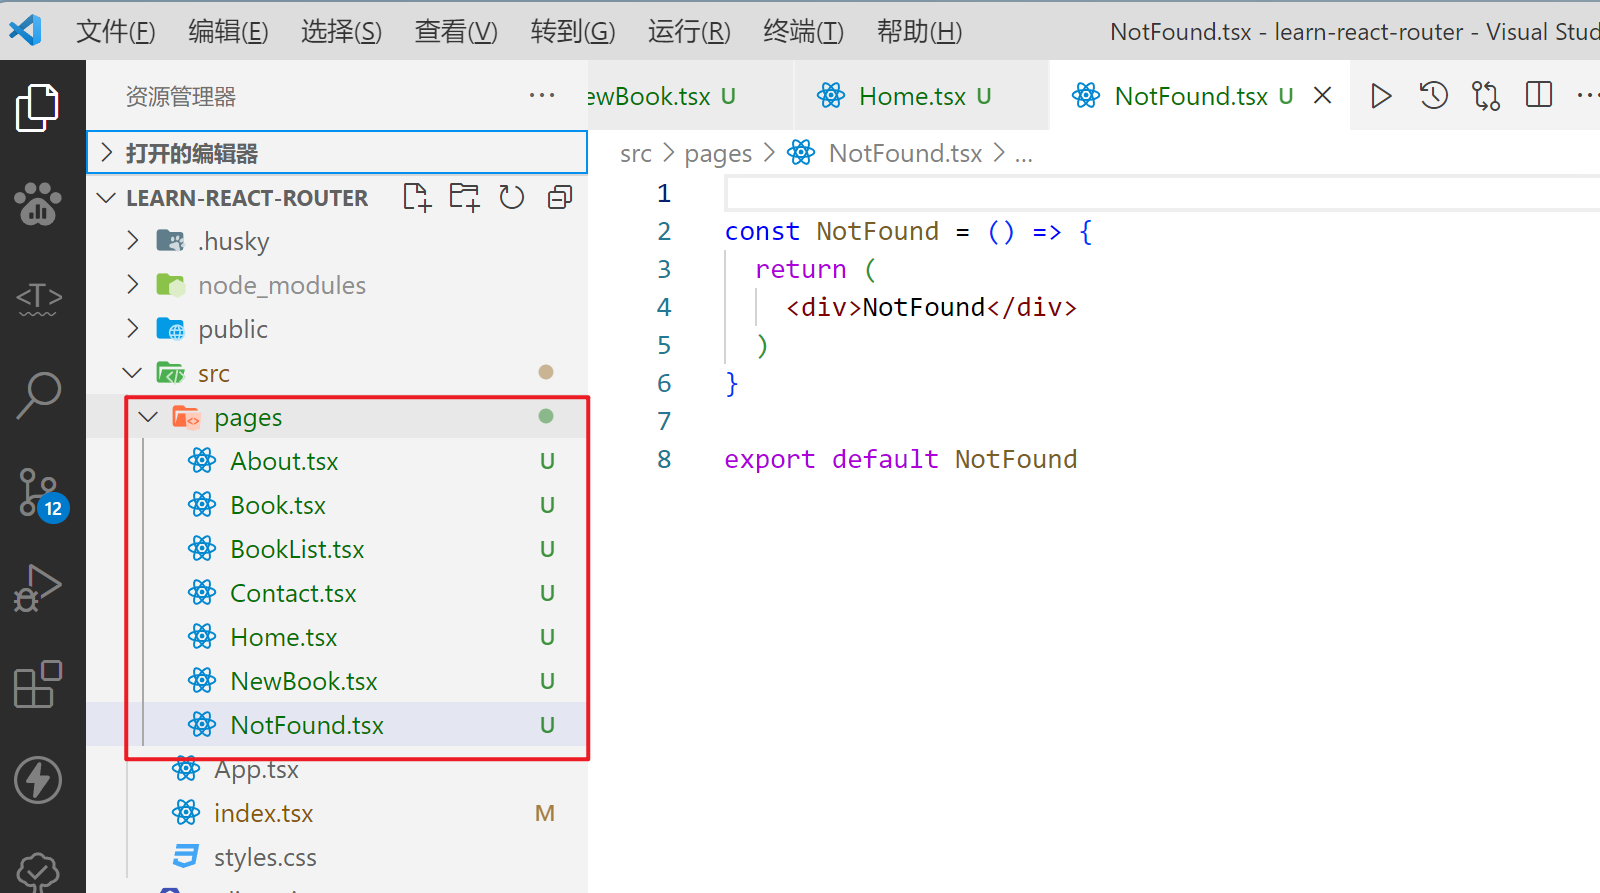 文件(F) 编辑(E) 选择(S) 查看(V) 转到(G) 运行(R) 终端(T) 帮助(H) NotFound.tsx - learn-react-router - Visual Stud
资源管理器 ...
ewBook.tsx U Home.tsx U NotFound.tsx U
打开的编辑器
src > pages > NotFound.tsx > ...
LEARN-REACT-ROUTER
.husky
node_modules
public
src
pages
About.tsx U
Book.tsx U
BookList.tsx U
Contact.tsx U
Home.tsx U
NewBook.tsx U
NotFound.tsx U
App.tsx
index.tsx M
styles.css
<T>
12
1
2 const NotFound = () => {
3 return (
4 <div>NotFound</div>
5 )
6 }
7
8 export default NotFound